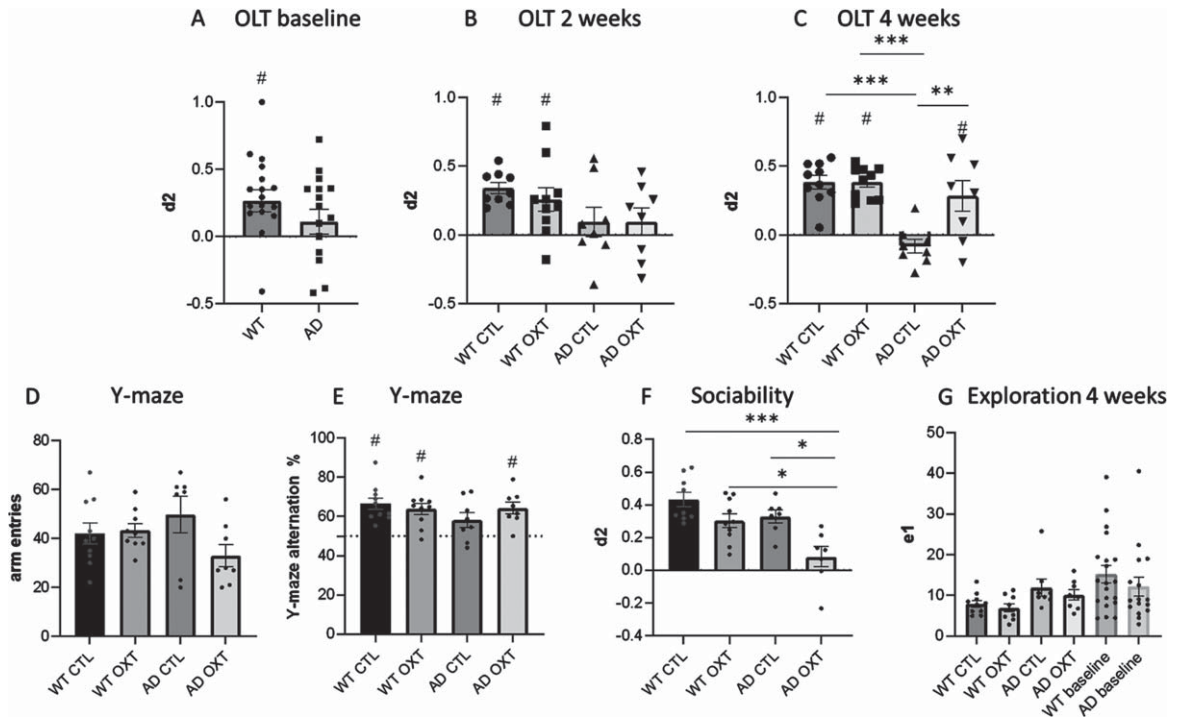 A OLT baseline
#
1.0
0.5
0.0
-0.5
d2
WT
AD
B OLT 2 weeks
# #
1.0
0.5
0.0
-0.5
d2
WT CTL
WT OXT
AD CTL
AD OXT
C OLT 4 weeks
***
***
**
# # #
1.0
0.5
0.0
-0.5
d2
WT CTL
WT OXT
AD CTL
AD OXT
D Y-maze
80
60
40
20
0
arm entries
WT CTL
WT OXT
AD CTL
AD OXT
E Y-maze
# # #
100
80
60
40
20
0
Y-maze alternation %
WT CTL
WT OXT
AD CTL
AD OXT
F Sociability
***
*
*
0.8
0.6
0.4
0.2
0.0
-0.2
-0.4
d2
WT CTL
WT OXT
AD CTL
AD OXT
G Exploration 4 weeks
50
40
30
20
10
0
e1
WT CTL
WT OXT
AD CTL
AD OXT
WT baseline
AD baseline